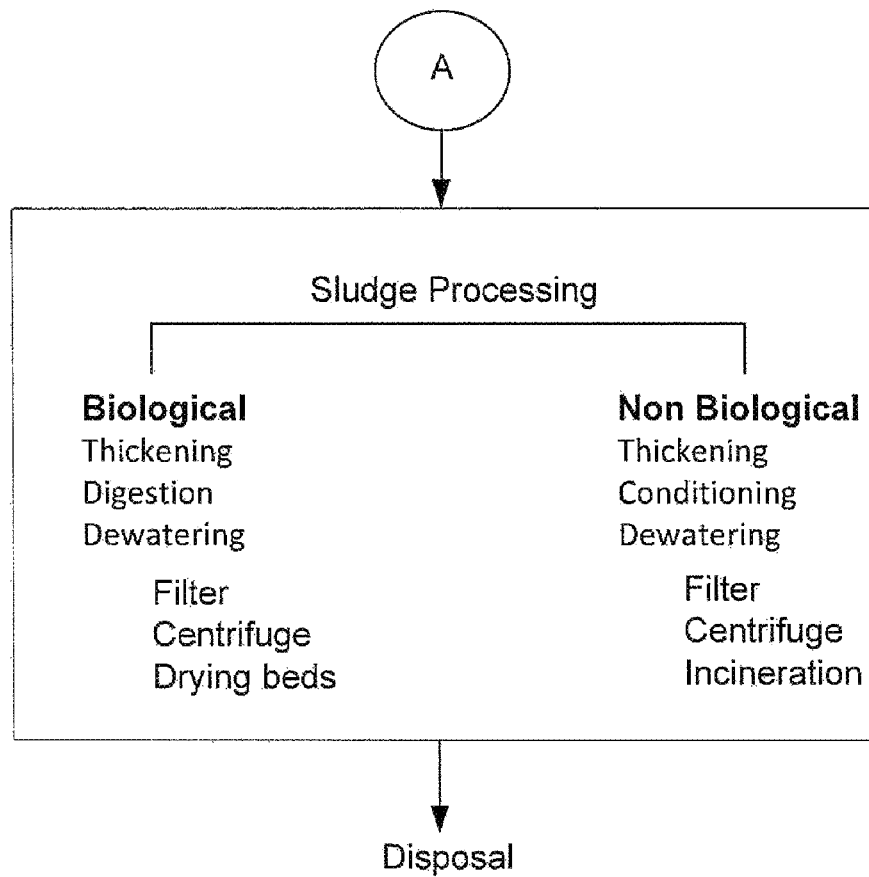 A
Sludge Processing
Biological
Thickening
Digestion
Dewatering
Filter
Centrifuge
Drying beds
Non Biological
Thickening
Conditioning
Dewatering
Filter
Centrifuge
Incineration
Disposal